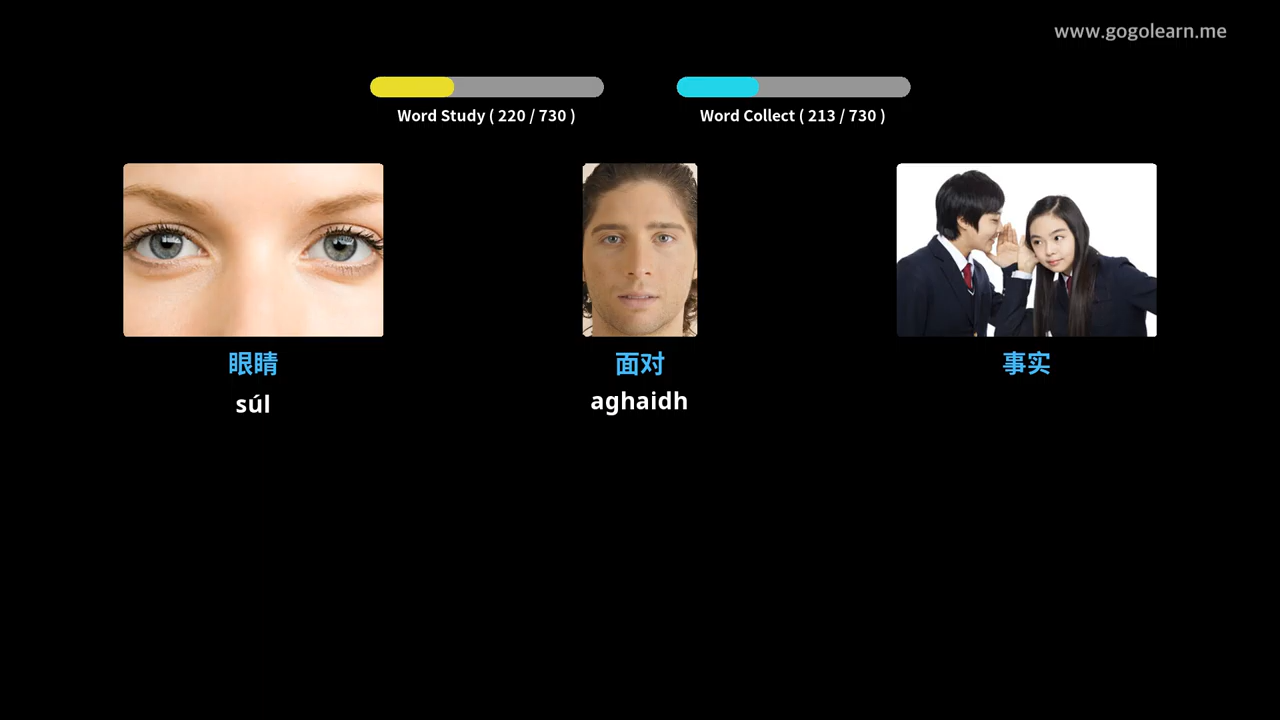 www.gogolearn.me
Word Study ( 220 / 730 )
Word Collect ( 213 / 730 )
眼睛
面对
事实
súl
aghaidh